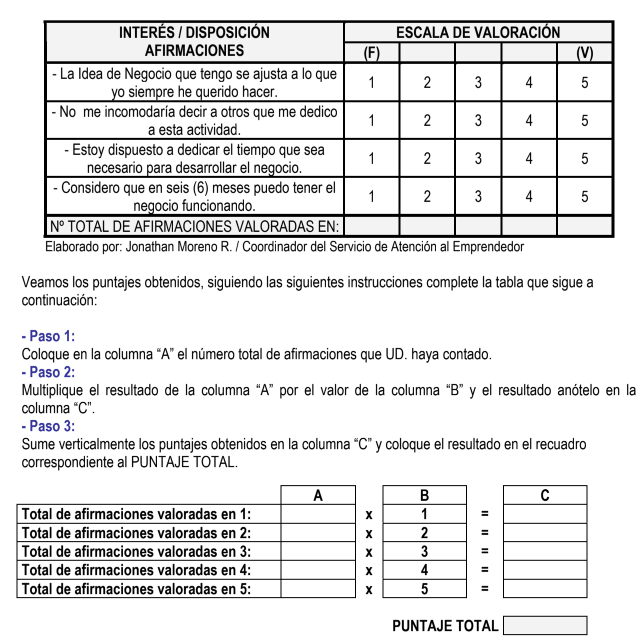 INTERÉS / DISPOSICIÓN
AFIRMACIONES
ESCALA DE VALORACIÓN
(F) (V)
- La Idea de Negocio que tengo se ajusta a lo que
yo siempre he querido hacer.
1 2 3 4 5
- No me incomodaría decir a otros que me dedico
a esta actividad.
1 2 3 4 5
- Estoy dispuesto a dedicar el tiempo que sea
necesario para desarrollar el negocio.
1 2 3 4 5
- Considero que en seis (6) meses puedo tener el
negocio funcionando.
1 2 3 4 5
Nº TOTAL DE AFIRMACIONES VALORADAS EN:
Elaborado por: Jonathan Moreno R. / Coordinador del Servicio de Atención al Emprendedor
Veamos los puntajes obtenidos, siguiendo las siguientes instrucciones complete la tabla que sigue a
continuación:
- Paso 1:
Coloque en la columna “A” el número total de afirmaciones que UD. haya contado.
- Paso 2:
Multiplique el resultado de la columna “A” por el valor de la columna “B” y el resultado anótelo en la
columna “C”.
- Paso 3:
Sume verticalmente los puntajes obtenidos en la columna “C” y coloque el resultado en el recuadro
correspondiente al PUNTAJE TOTAL.
A B C
Total de afirmaciones valoradas en 1: x 1 =
Total de afirmaciones valoradas en 2: x 2 =
Total de afirmaciones valoradas en 3: x 3 =
Total de afirmaciones valoradas en 4: x 4 =
Total de afirmaciones valoradas en 5: x 5 =
PUNTAJE TOTAL